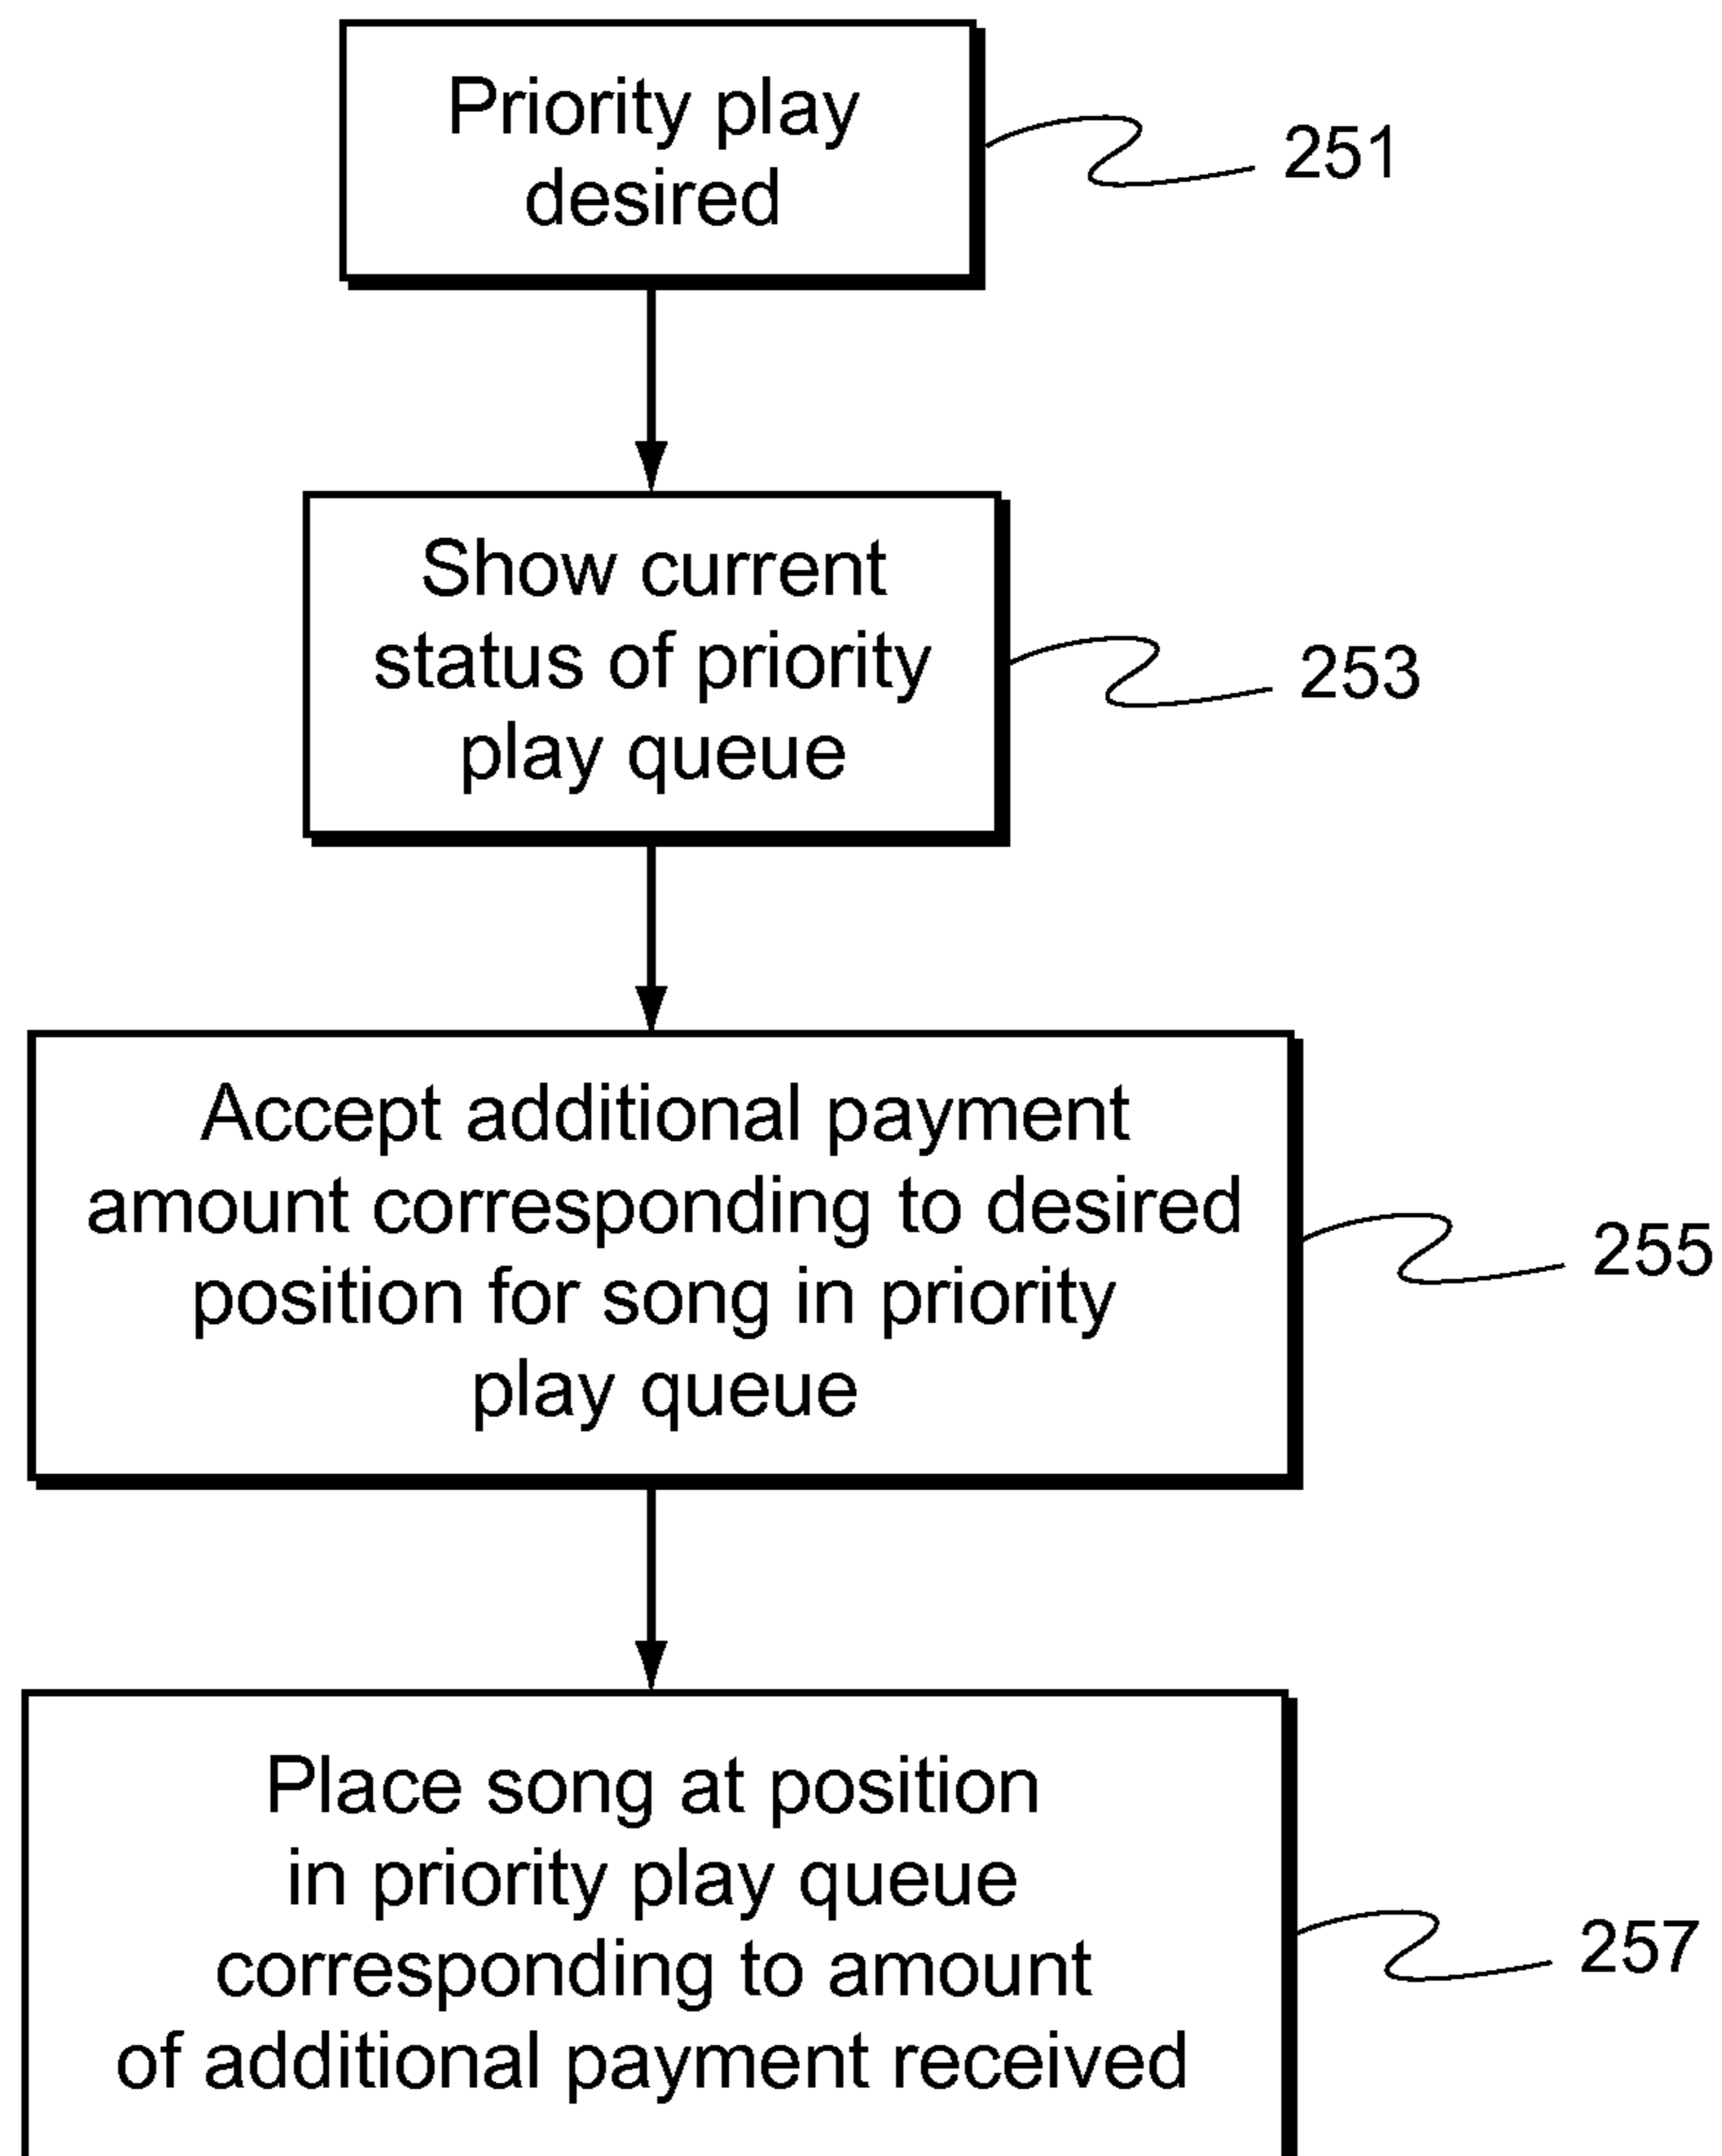 Priority play
desired
251
Show current
status of priority
play queue
253
Accept additional payment
amount corresponding to desired
position for song in priority
play queue
255
Place song at position
in priority play queue
corresponding to amount
of additional payment received
257